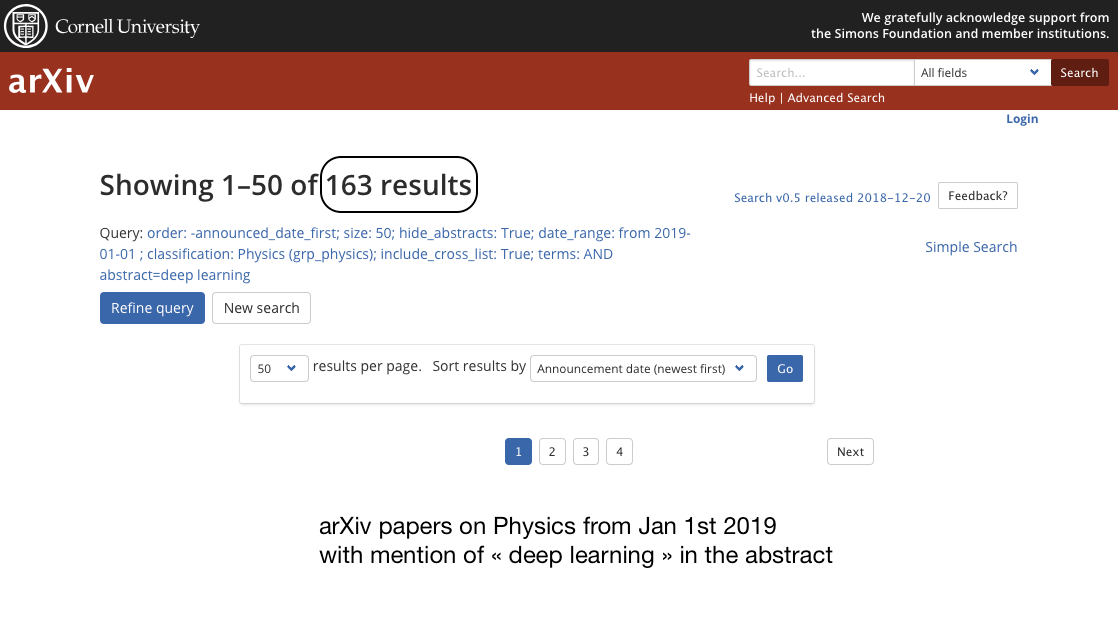 Cornell University
We gratefully acknowledge support from
the Simons Foundation and member institutions.
arXiv
Search...
All fields
Search
Help | Advanced Search
Login
Showing 1–50 of 163 results
Search v0.5 released 2018-12-20
Feedback?
Query: order: -announced_date_first; size: 50; hide_abstracts: True; date_range: from 2019-
01-01 ; classification: Physics (grp_physics); include_cross_list: True; terms: AND
abstract=deep learning
Simple Search
Refine query
New search
50
results per page.
Sort results by
Announcement date (newest first)
Go
1
2
3
4
Next
arXiv papers on Physics from Jan 1st 2019
with mention of « deep learning » in the abstract